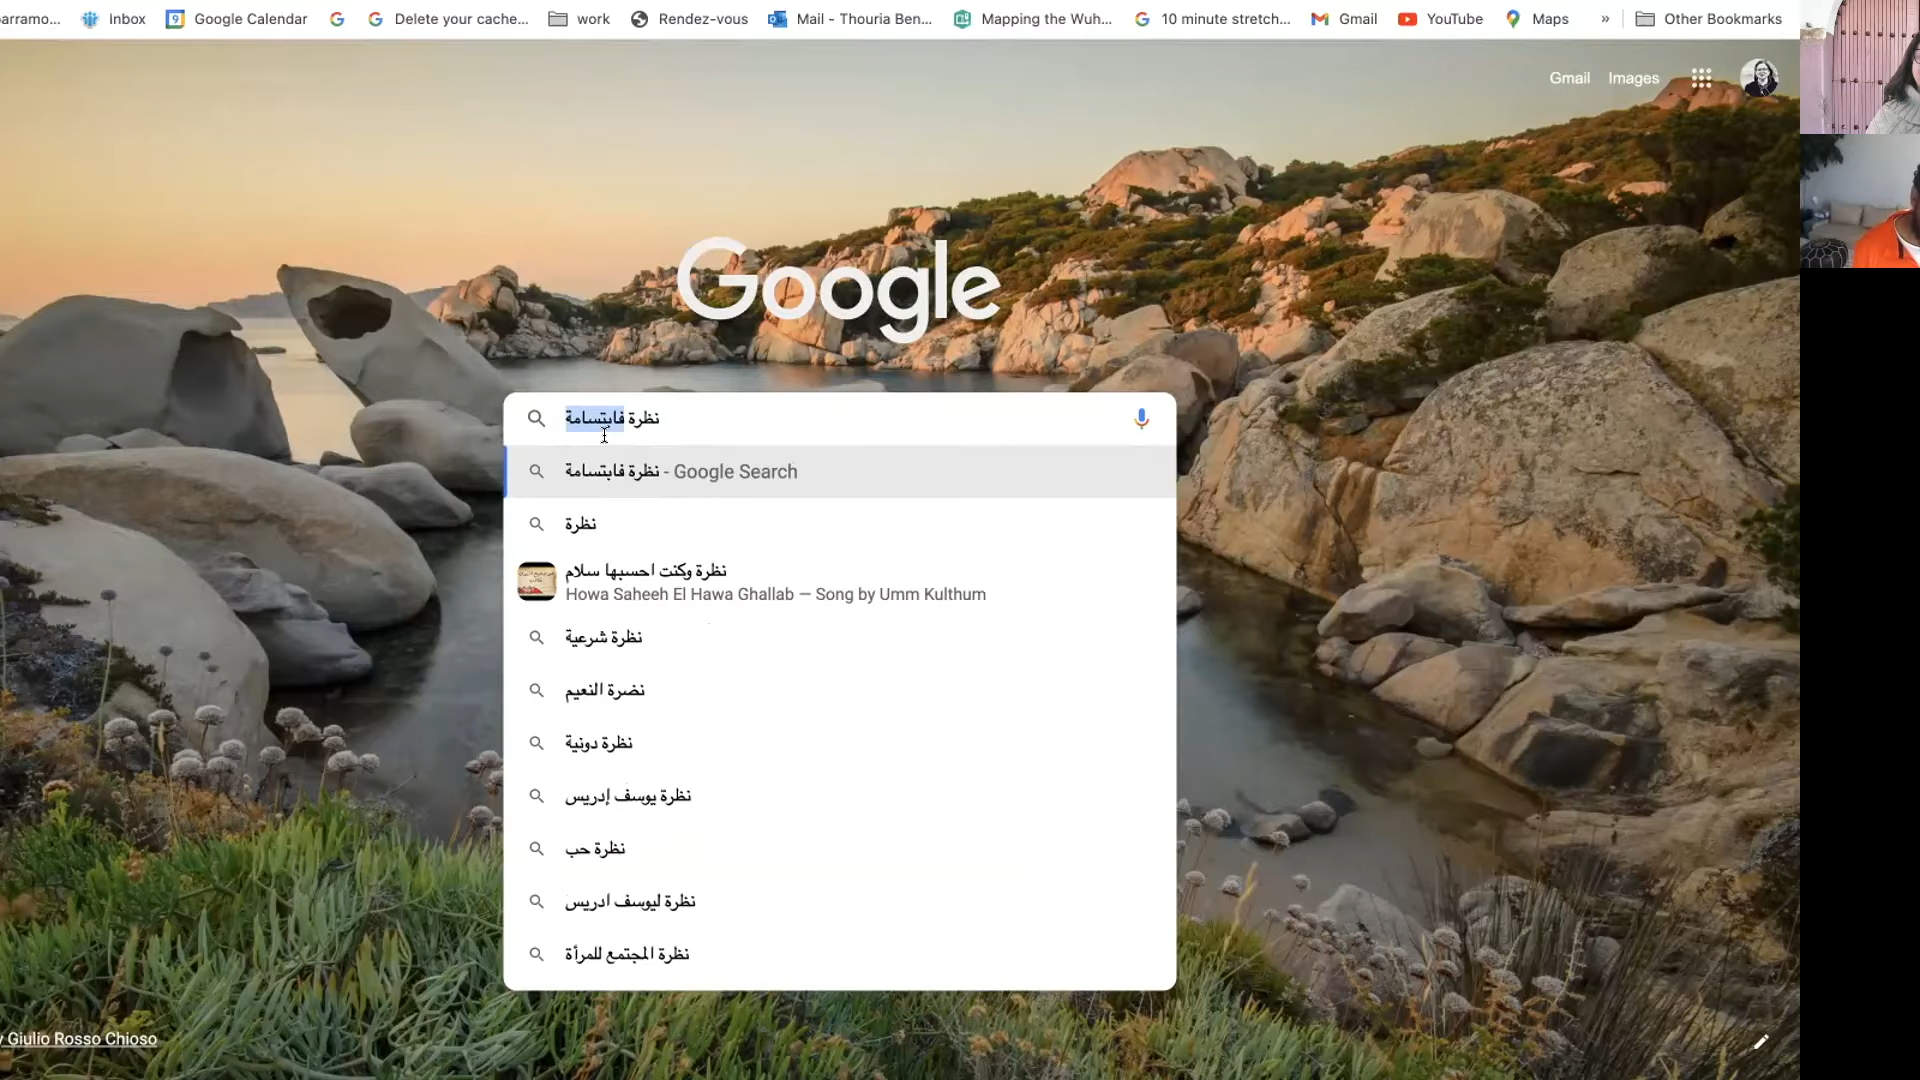 arramo... Inbox Google Calendar Delete your cache... work Rendez-vous Mail - Thouria Ben... Mapping the Wuh... 10 minute stretch... Gmail YouTube Maps » Other Bookmarks
Gmail Images
Google
نظرة فابتسامة
نظرة فابتسامة - Google Search
نظرة
نظرة وكنت احسبها سلام
Howa Saheeh El Hawa Ghallab — Song by Umm Kulthum
نظرة شرعية
نضرة النعيم
نظرة دونية
نظرة يوسف إدريس
نظرة حب
نظرة ليوسف ادريس
نظرة المجتمع للمرأة
y Giulio Rosso Chioso